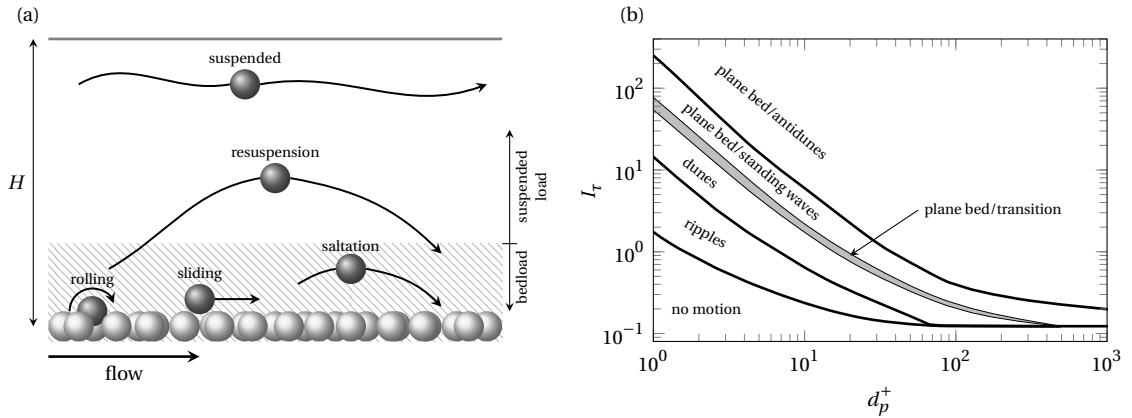 (a)
suspended
resuspension
H
suspended
load
saltation
bedload
sliding
rolling
flow
(b)
plane bed/antidunes
plane bed/standing waves
dunes
plane bed/transition
ripples
no motion
I_τ
10^2
10^1
10^0
10^−1
10^0
10^1
10^2
10^3
d_p^+